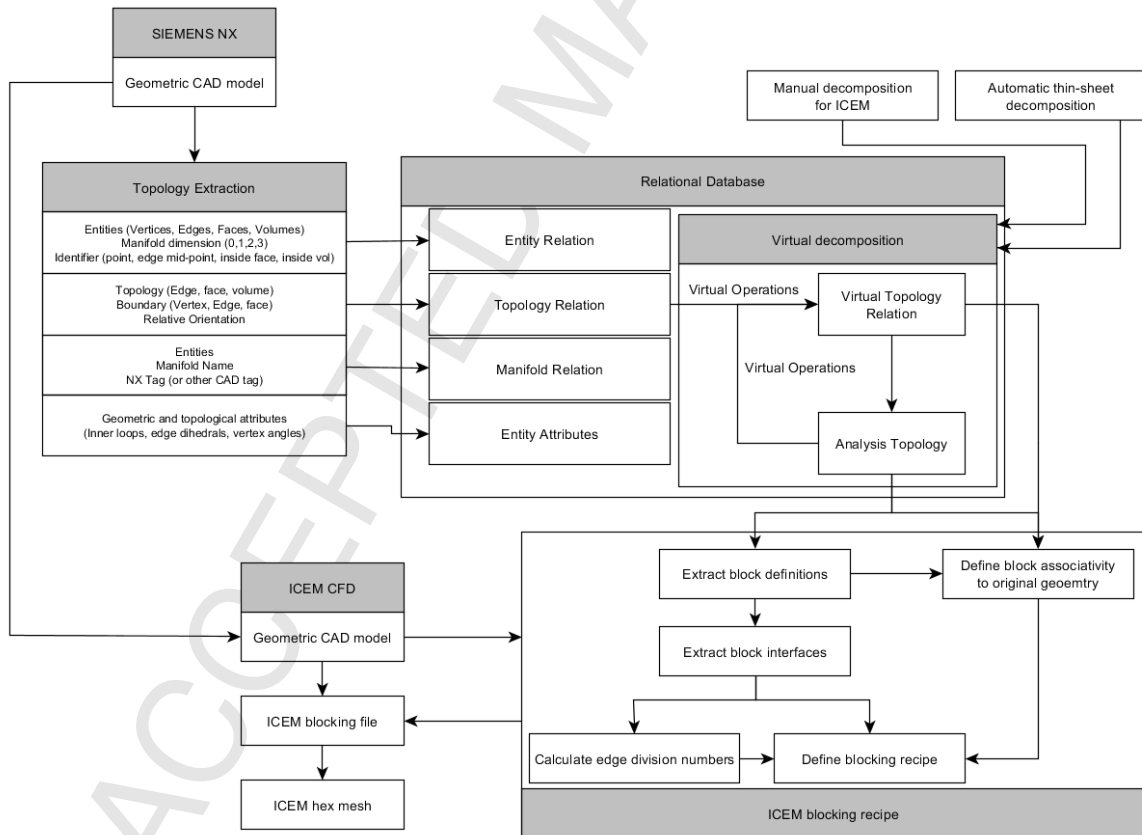 SIEMENS NX
Geometric CAD model
Manual decomposition
for ICEM
Automatic thin-sheet
decomposition
Topology Extraction
Entities (Vertices, Edges, Faces, Volumes)
Manifold dimension (0,1,2,3)
Identifier (point, edge mid-point, inside face, inside vol)
Topology (Edge, face, volume)
Boundary (Vertex, Edge, face)
Relative Orientation
Entities
Manifold Name
NX Tag (or other CAD tag)
Geometric and topological attributes
(Inner loops, edge dihedrals, vertex angles)
Relational Database
Entity Relation
Topology Relation
Manifold Relation
Entity Attributes
Virtual decomposition
Virtual Operations
Virtual Topology
Relation
Virtual Operations
Analysis Topology
ICEM CFD
Geometric CAD model
ICEM blocking file
ICEM hex mesh
Extract block definitions
Define block associativity
to original geoemtry
Extract block interfaces
Calculate edge division numbers
Define blocking recipe
ICEM blocking recipe
ACCEPTED MA